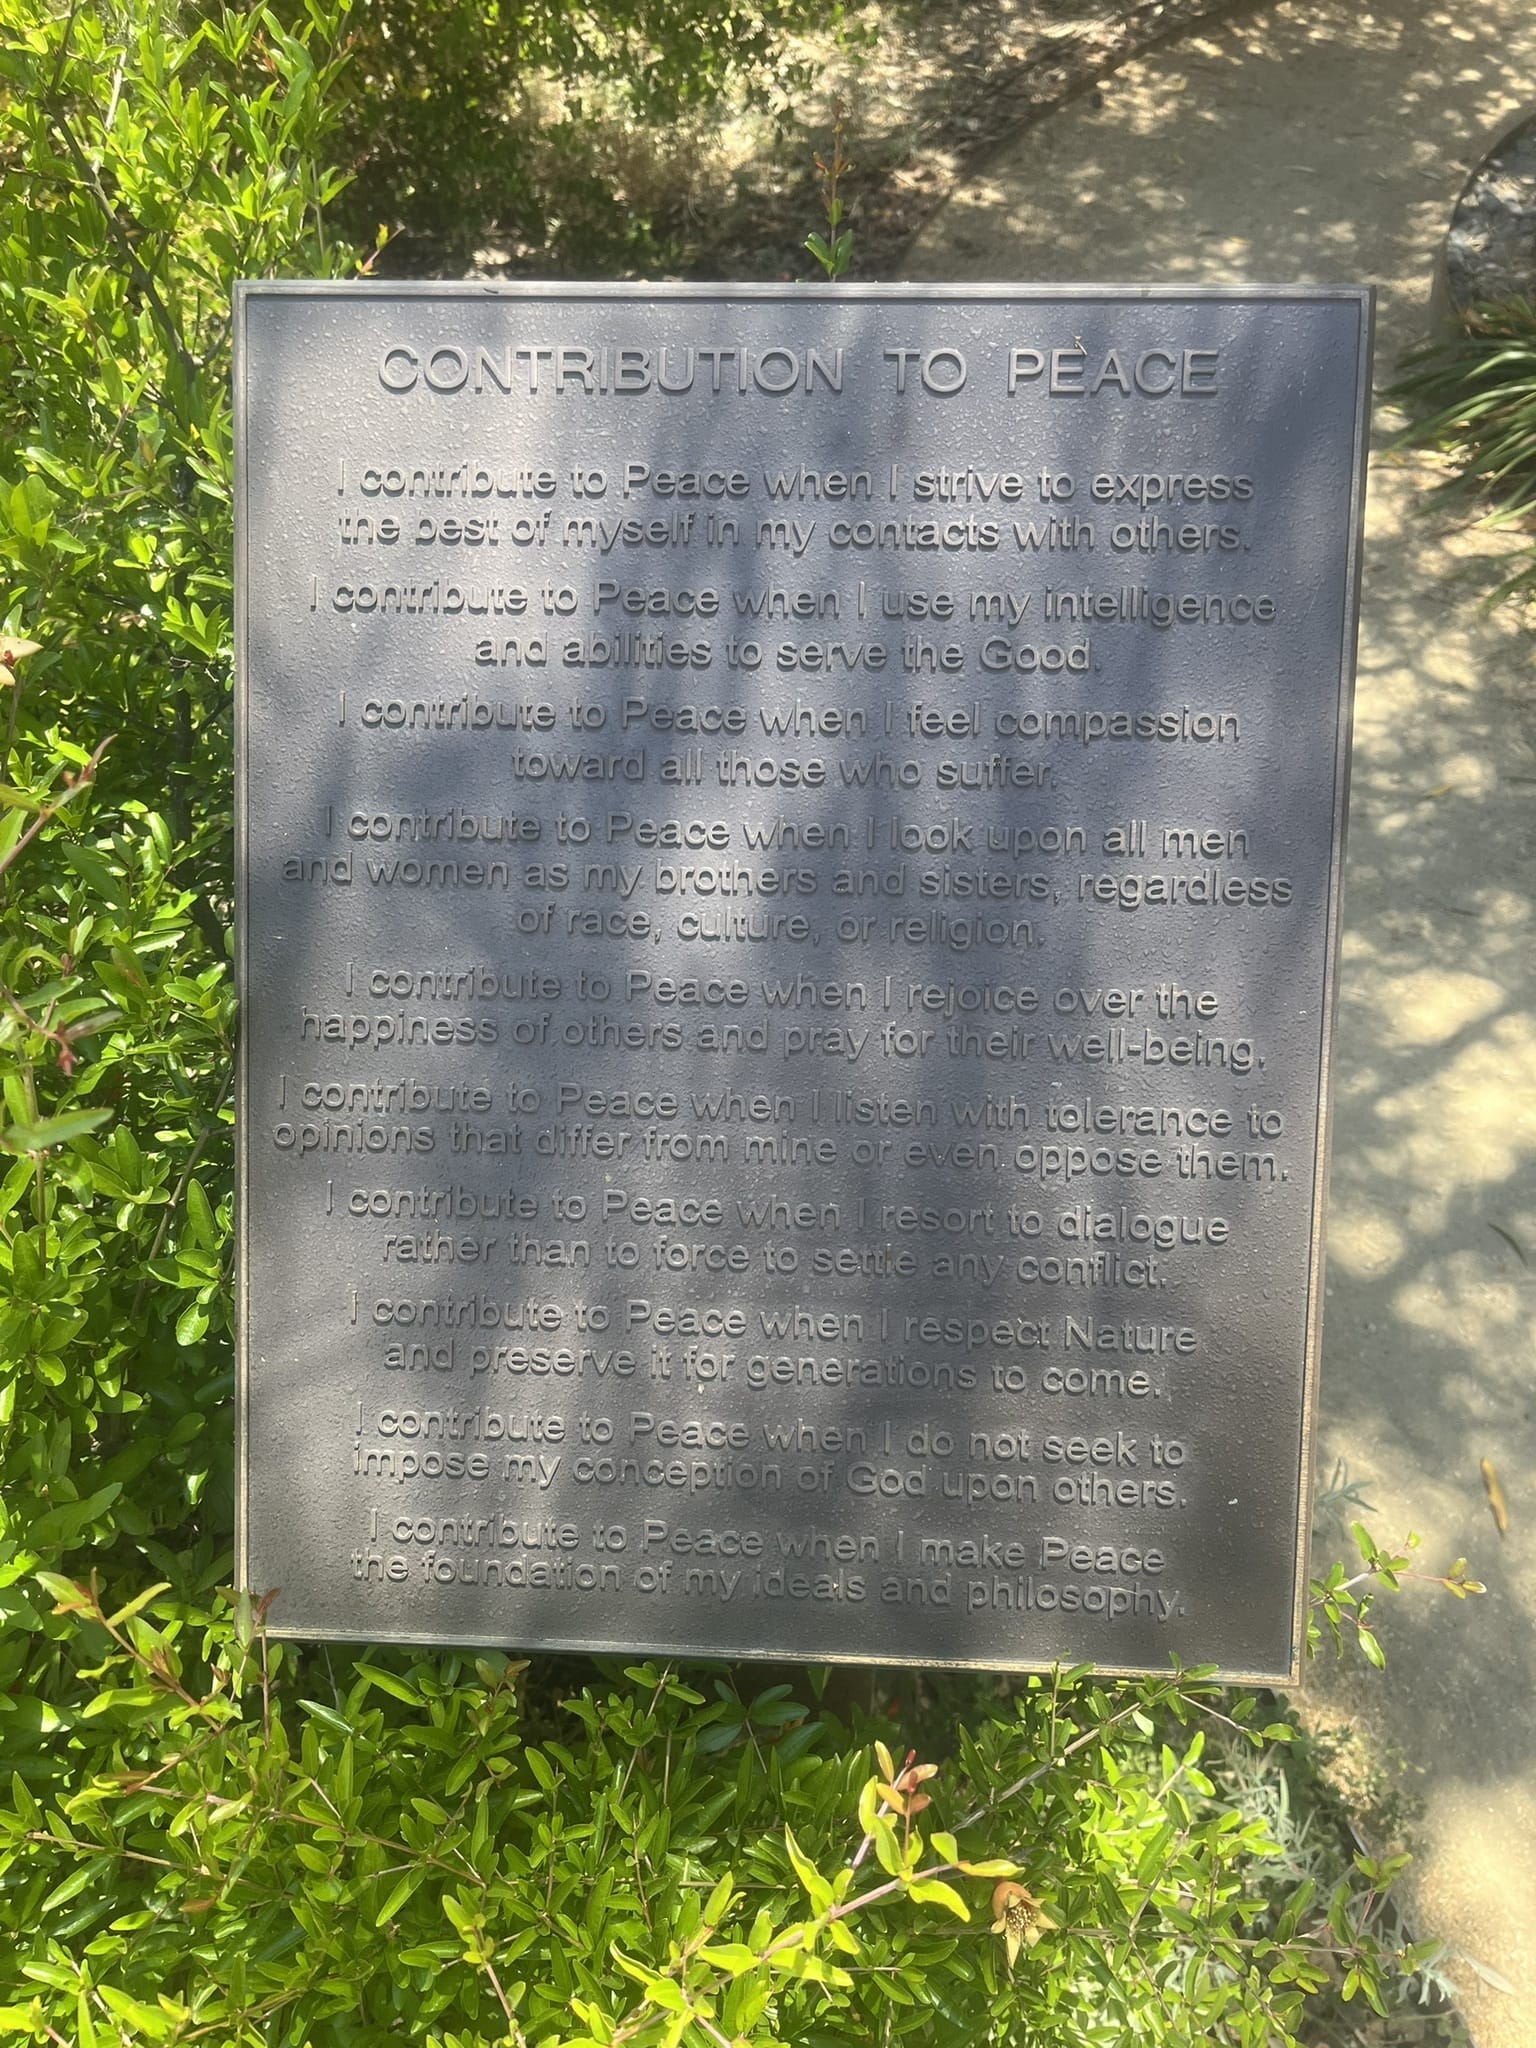 CONTRIBUTION TO PEACE
I contribute to Peace when I strive to express
the best of myself in my contacts with others.
I contribute to Peace when I use my intelligence
and abilities to serve the Good.
I contribute to Peace when I feel compassion
toward all those who suffer.
I contribute to Peace when I look upon all men
and women as my brothers and sisters, regardless
of race, culture, or religion.
I contribute to Peace when I rejoice over the
happiness of others and pray for their well-being.
I contribute to Peace when I listen with tolerance to
opinions that differ from mine or even oppose them.
I contribute to Peace when I resort to dialogue
rather than to force to settle any conflict.
I contribute to Peace when I respect Nature
and preserve it for generations to come.
I contribute to Peace when I do not seek to
impose my conception of God upon others.
I contribute to Peace when I make Peace
the foundation of my ideals and philosophy.